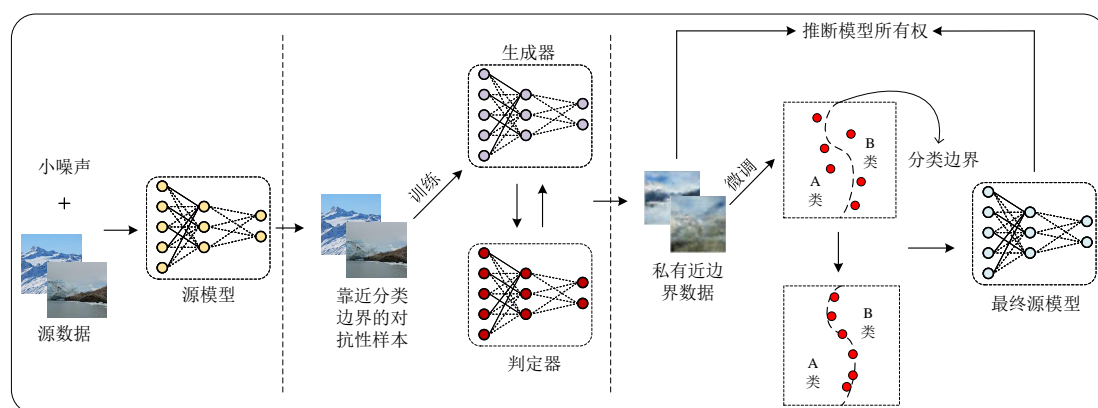 推断模型所有权
生成器
小噪声
+
源数据
源模型
训练
靠近分类
边界的对
抗性样本
判定器
私有近边
界数据
微调
B
类
A
类
分类边界
B
类
A
类
最终源模型